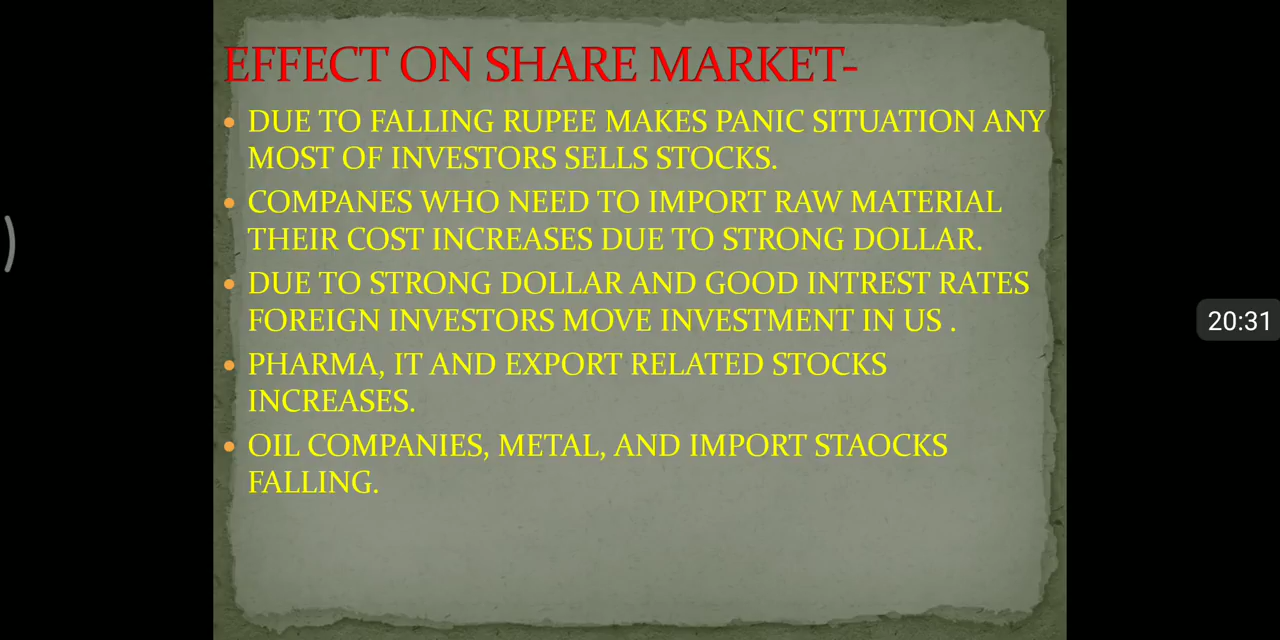 EFFECT ON SHARE MARKET-
DUE TO FALLING RUPEE MAKES PANIC SITUATION ANY
MOST OF INVESTORS SELLS STOCKS.
COMPANES WHO NEED TO IMPORT RAW MATERIAL
THEIR COST INCREASES DUE TO STRONG DOLLAR.
DUE TO STRONG DOLLAR AND GOOD INTREST RATES
FOREIGN INVESTORS MOVE INVESTMENT IN US .
PHARMA, IT AND EXPORT RELATED STOCKS
INCREASES.
OIL COMPANIES, METAL, AND IMPORT STAOCKS
FALLING.
20:31